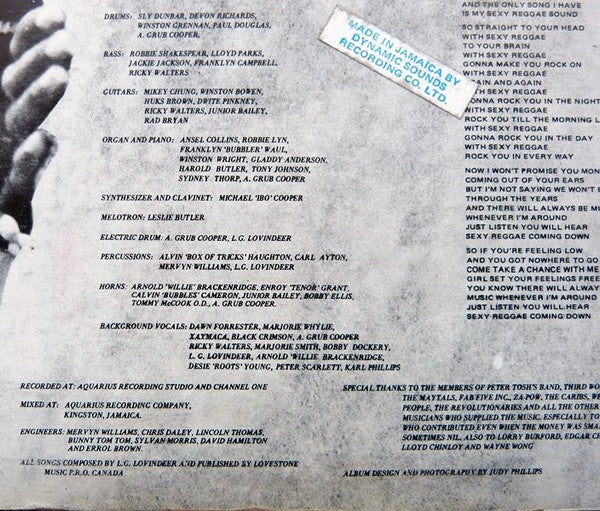 DRUMS: SLY DUNBAR, DEVON RICHARDS,
WINSTON GRENNAN, PAUL DOUGLAS,
A. GRUB COOPER,
BASS: ROBBIE SHAKESPEAR, LLOYD PARKS,
JACKIE JACKSON, FRANKLYN CAMPBELL,
RICKY WALTERS
GUITARS: MIKEY CHUNG, WINSTON BOWEN,
HUKS BROWN, DWITE PINKNEY,
RICKY WALTERS, JUNIOR BAILEY,
RAD BRYAN
ORGAN AND PIANO: ANSEL COLLINS, ROBBIE LYN,
FRANKLYN 'BUBBLER' WAUL,
WINSTON WRIGHT, GLADDY ANDERSON,
HAROLD BUTLER, TONY JOHNSON,
SYDNEY THORP, A. GRUB COOPER
SYNTHESIZER AND CLAVINET: MICHAEL 'IBO' COOPER
MELOTRON: LESLIE BUTLER
ELECTRIC DRUM: A. GRUB COOPER, L.G. LOVINDEER
PERCUSSIONS: ALVIN 'BOX OF TRICKS' HAUGHTON, CARL AYTON,
MERVYN WILLIAMS, L.G. LOVINDEER
HORNS: ARNOLD 'WILLIE' BRACKENRIDGE, ENROY 'TENOR' GRANT,
CALVIN 'BUBBLES' CAMERON, JUNIOR BAILEY, BOBBY ELLIS,
TOMMY McCOOK O.D., A. GRUB COOPER.
BACKGROUND VOCALS: DAWN FORRESTER, MARJORIE WHYLIE,
XAYMACA, BLACK CRIMSON, A. GRUB COOPER
RICKY WALTERS, MARJORIE SMITH, BOBBY DOCKERY,
L. G. LOVINDEER, ARNOLD 'WILLIE BRACKENRIDGE,
DESIE 'ROOTS' YOUNG, PETER SCARLETT, KARL PHILLIPS
RECORDED AT: AQUARIUS RECORDING STUDIO AND CHANNEL ONE
MIXED AT: AQUARIUS RECORDING COMPANY,
KINGSTON, JAMAICA.
ENGINEERS: MERVYN WILLIAMS, CHRIS DALEY, LINCOLN THOMAS,
BUNNY TOM TOM, SYLVAN MORRIS, DAVID HAMILTON
AND ERROL BROWN.
ALL SONGS COMPOSED BY L.G. LOVINDEER AND PUBLISHED BY LOVESTONE
MUSIC P.R.O. CANADA
MADE IN JAMAICA BY
DYNAMIC SOUNDS
RECORDING CO. LTD.
AND THE ONLY SONG I HAVE
IS MY SEXY REGGAE SOUND
SO STRAIGHT TO YOUR HEAD
WITH SEXY REGGAE
TO YOUR BRAIN
WITH SEXY REGGAE
GONNA MAKE YOU ROCK ON
WITH SEXY REGGAE
AND AGAIN
WITH SEXY REGGAE
GONNA ROCK YOU IN THE NIGHT
WITH SEXY REGGAE
ROCK YOU TILL THE MORNING
WITH SEXY REGGAE
GONNA ROCK YOU IN THE DAY
WITH SEXY REGGAE
ROCK YOU IN EVERY WAY
NOW I WON'T PROMISE YOU
COMING OUT OF YOUR EARS
BUT I'M NOT SAYING WE WON'T
THROUGH THE YEARS
AND THERE WILL ALWAYS BE
WHENEVER I'M AROUND
JUST LISTEN YOU WILL HEAR
SEXY REGGAE COMING DOWN
SO IF YOU'RE FEELING LOW
AND YOU GOT NOWHERE TO GO
COME TAKE A CHANCE WITH ME
GIRL SET YOUR FEELINGS FREE
YOU KNOW THERE WILL ALWAYS
MUSIC WHENEVER I'M AROUND
JUST LISTEN YOU WILL HEAR
SEXY REGGAE COMING DOWN
SPECIAL THANKS TO THE MEMBERS OF PETER TOSH'S BAND, THIRD
THE MAYTALS, FAB FIVE INC., ZA-POW, THE CARIBS,
PEOPLE, THE REVOLUTIONARIES AND ALL THE OTHER
MUSICIANS WHO SUPPLIED THE MUSIC, ESPECIALLY
WHO CONTRIBUTED EVEN WHEN THE MONEY WAS
SOMETIMES NIL. ALSO TO LORRY BURFORD, EDGAR
LLOYD CHINLOY AND WAYNE WONG'
ALBUM DESIGN AND PHOTOGRAPHY BY JUDY PHILLIPS